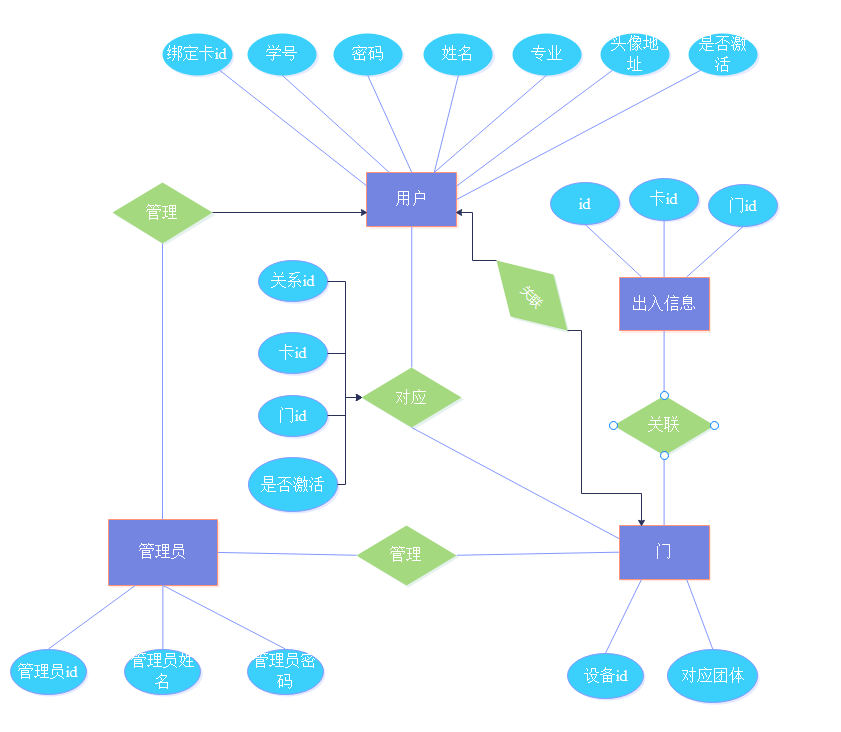 绑定卡id
学号
密码
姓名
专业
头像地
址
是否激
活
用户
管理
id
卡id
门id
关系id
关联
出入信息
卡id
对应
门id
关联
是否激活
管理员
管理
门
管理员id
管理员姓
名
管理员密
码
设备id
对应团体